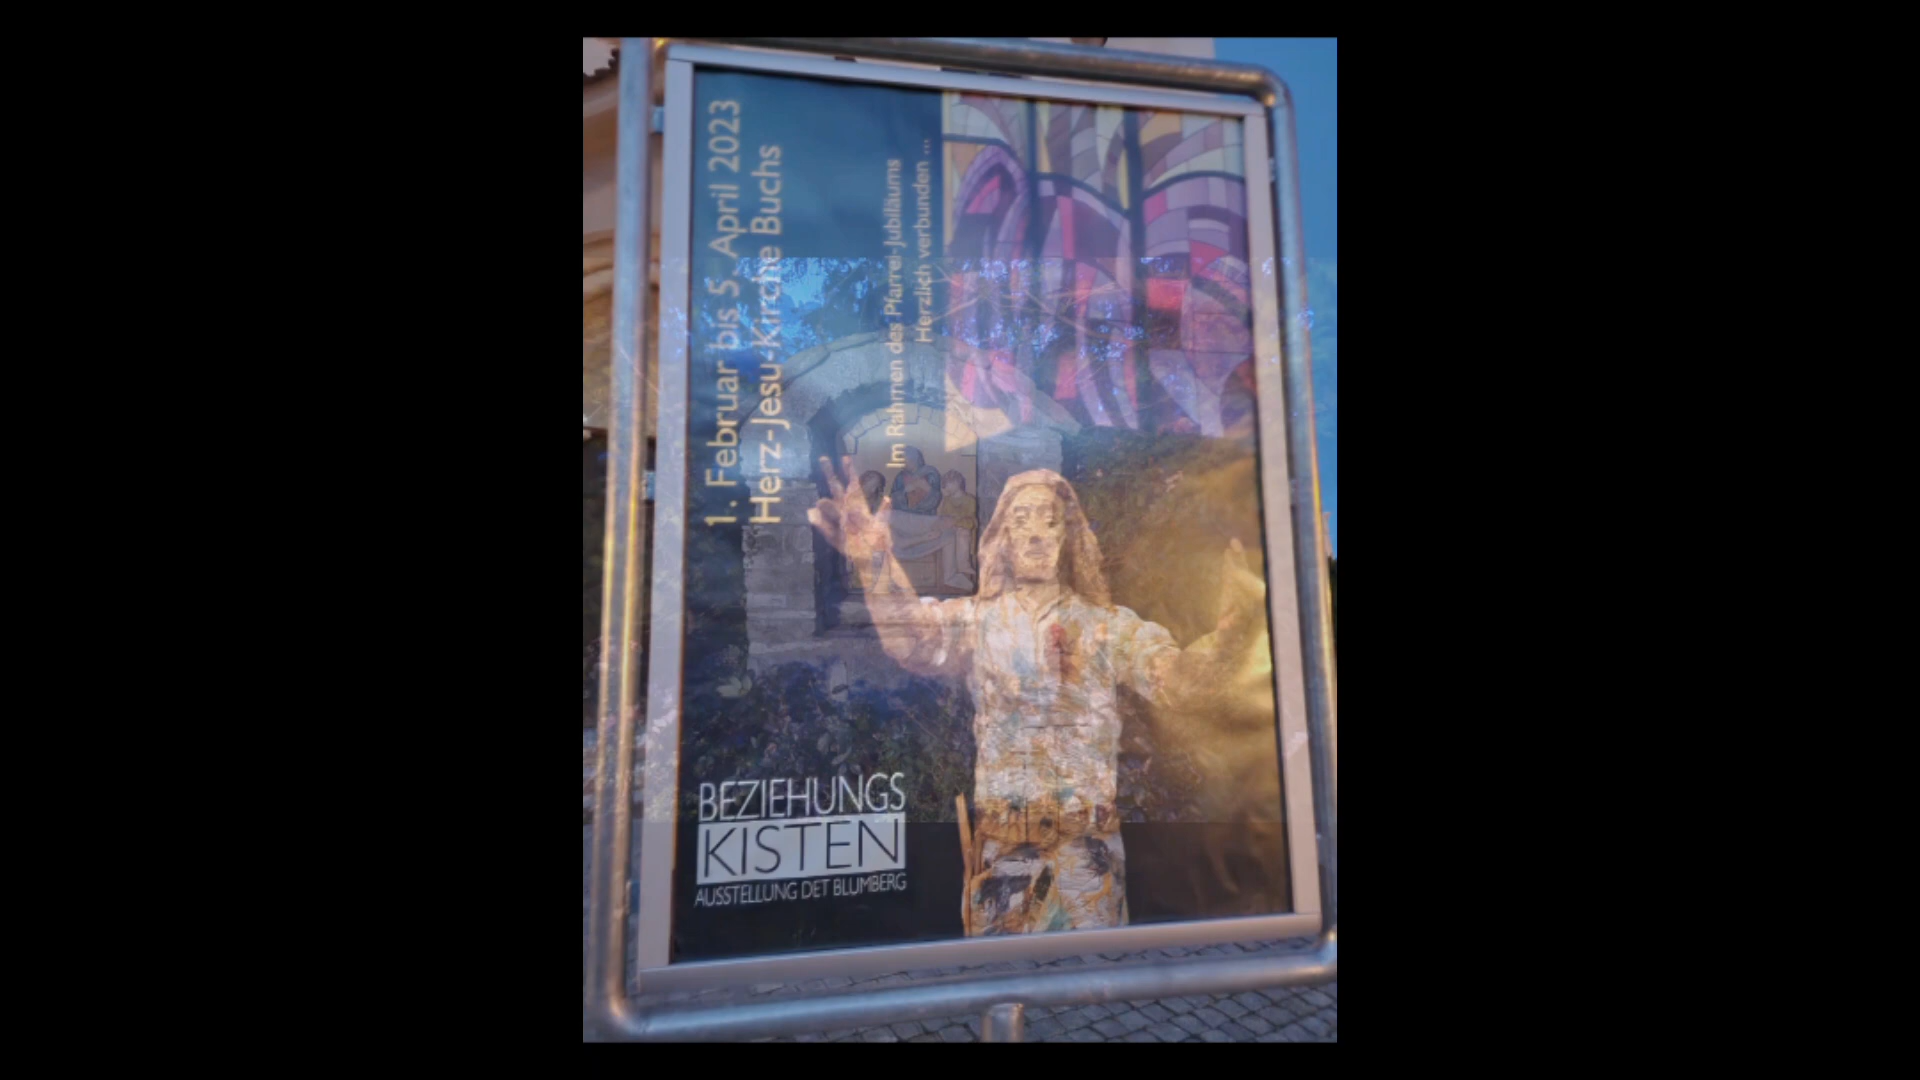 1. Februar bis 5. April 2023
Herz-Jesu-Kirche Buchs
Im Rahmen des Pfarrei-Jubiläums
Herzlich verbunden ...
BEZIEHUNGS
KISTEN
AUSSTELLUNG DET BLUMBERG